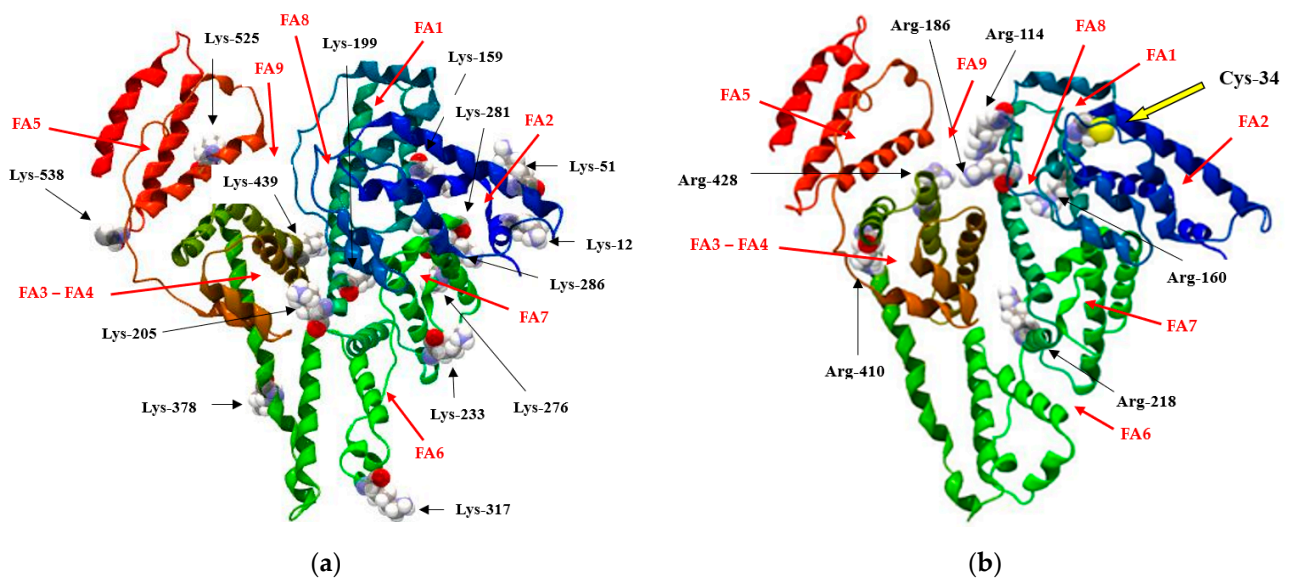 FA8
Lys-199
FA1
Lys-525
Lys-159
FA9
Lys-281
FA5
FA2
Lys-51
Lys-538
Lys-439
Lys-12
FA3 – FA4
Lys-286
Lys-205
FA7
Lys-378
Lys-233
Lys-276
FA6
Lys-317
(a)
Arg-186
Arg-114
FA8
FA9
FA1
Cys-34
FA5
FA2
Arg-428
FA3 – FA4
Arg-160
FA7
Arg-410
Arg-218
FA6
(b)